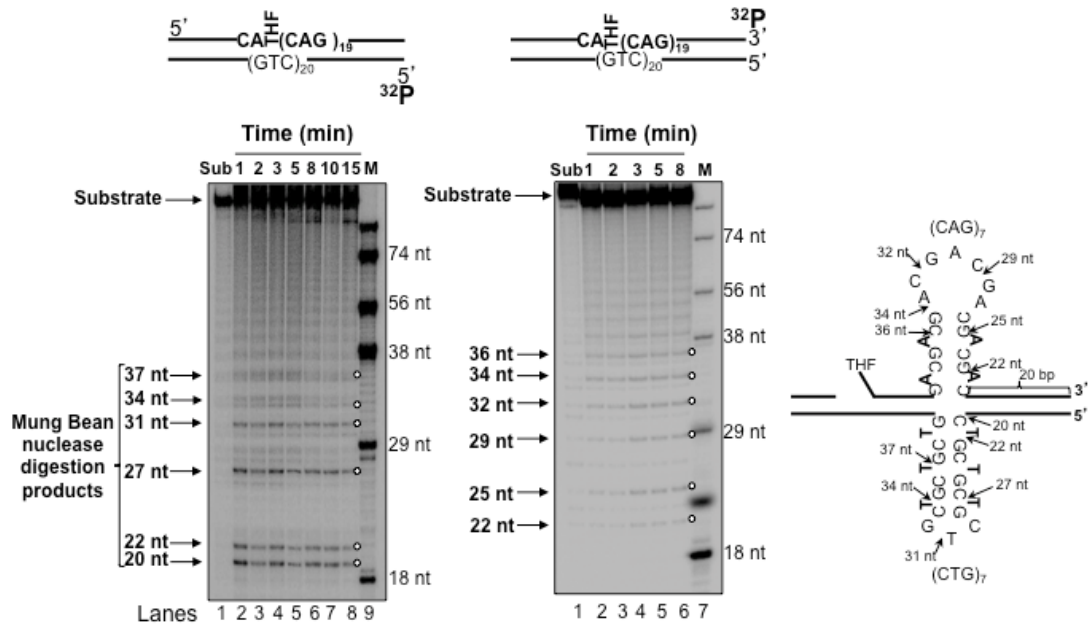 5’
THF
CA (CAG )19
(GTC)20
5’
32P
32P
THF
CA (CAG)19
3’
(GTC)20
5’
Time (min)
Sub 1 2 3 5 8 10 15 M
Substrate
74 nt
56 nt
38 nt
37 nt
34 nt
31 nt
Mung Bean
nuclease
digestion
products
29 nt
27 nt
22 nt
20 nt
18 nt
Lanes 1 2 3 4 5 6 7 8 9
Time (min)
Sub 1 2 3 5 8 M
Substrate
74 nt
56 nt
38 nt
36 nt
34 nt
32 nt
29 nt
29 nt
25 nt
22 nt
18 nt
1 2 3 4 5 6 7
(CAG)7
32 nt
G A C
29 nt
C G
A A
34 nt
G C
25 nt
36 nt
C G
A A
G C
22 nt
C G
A A
THF
G C
20 bp
3’
5’
G C
20 nt
T T
22 nt
C G
37 nt
G C
T T
C G
27 nt
34 nt
G C
T T
C G
G C
T
31 nt
(CTG)7